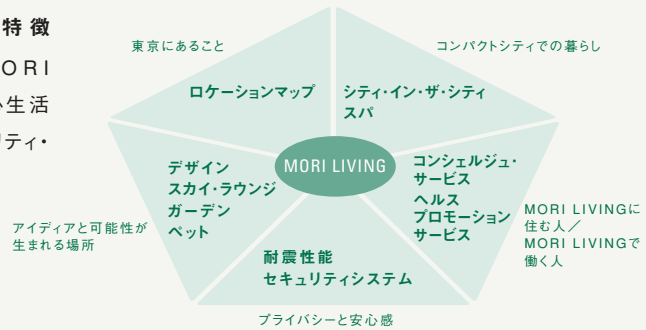 特徴
ORI
生活
リティ・
東京にあること
コンパクトシティでの暮らし
ロケーションマップ
シティ・イン・ザ・シティ
スパ
MORI LIVING
デザイン
スカイ・ラウンジ
ガーデン
ペット
コンシェルジュ・
サービス
ヘルス
プロモーション
サービス
アイディアと可能性が
生まれる場所
MORI LIVINGに
住む人／
MORI LIVINGで
働く人
耐震性能
セキュリティシステム
プライバシーと安心感